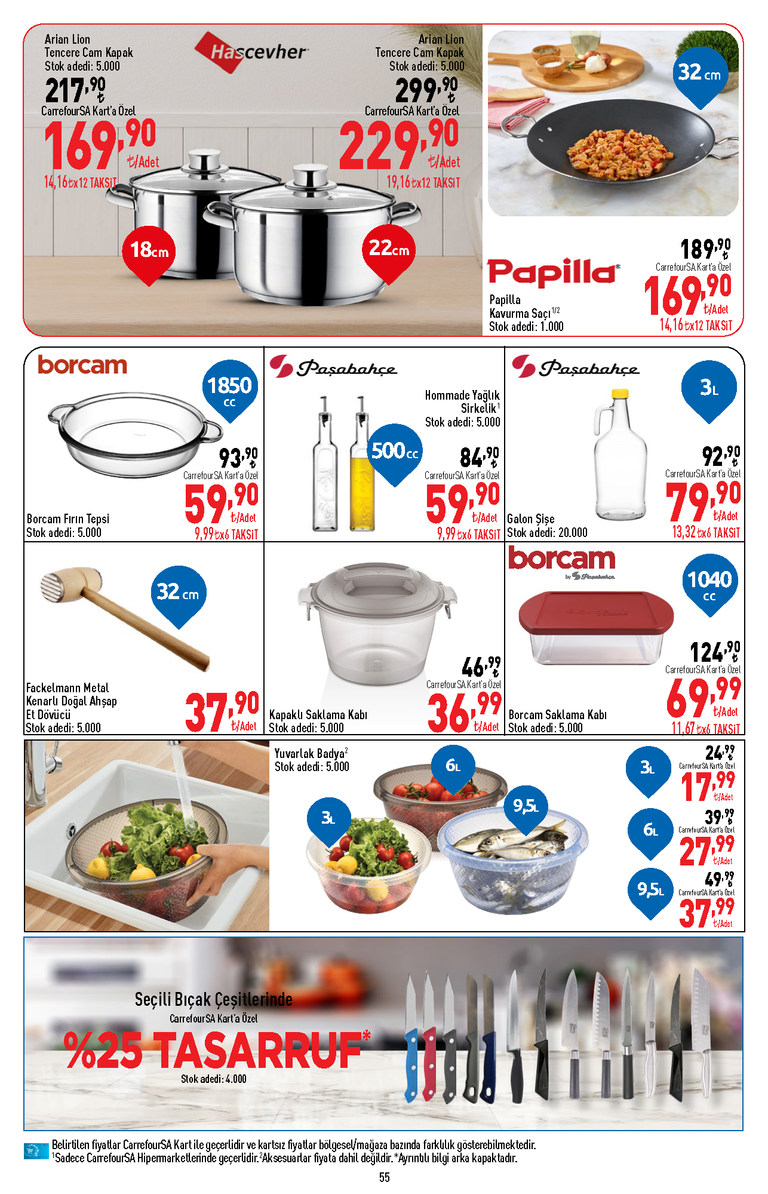 Arian Lion
Tencere Cam Kapak
Stok adedi: 5.000
217,90 ₺
CarrefourSA Kart'a Özel
169,90 ₺/Adet
14,16 ₺x12 TAKSİT
18cm
Hascevher
Arian Lion
Tencere Cam Kapak
Stok adedi: 5.000
299,90 ₺
CarrefourSA Kart'a Özel
229,90 ₺/Adet
19,16 ₺x12 TAKSİT
22cm
32 cm
Papilla
Papilla
Kavurma Saçı1/2
Stok adedi: 1.000
189,90 ₺
CarrefourSA Kart'a Özel
169,90 ₺/Adet
14,16 ₺x12 TAKSİT
borcam
1850 cc
93,90 ₺
CarrefourSA Kart'a Özel
59,90 ₺/Adet
9,99 ₺x6 TAKSİT
Borcam Fırın Tepsi
Stok adedi: 5.000
Paşabahçe
Hommade Yağlık
Sirkelik1
Stok adedi: 5.000
500 cc
84,90 ₺
CarrefourSA Kart'a Özel
59,90 ₺/Adet
9,99 ₺x6 TAKSİT
Paşabahçe
3L
92,90 ₺
CarrefourSA Kart'a Özel
79,90 ₺/Adet
13,32 ₺x6 TAKSİT
Galon Şişe
Stok adedi: 20.000
32 cm
Fackelmann Metal
Kenarlı Doğal Ahşap
Et Dövücü
Stok adedi: 5.000
37,90 ₺/Adet
46,99 ₺
CarrefourSA Kart'a Özel
36,99 ₺/Adet
Kapaklı Saklama Kabı
Stok adedi: 5.000
borcam
by Paşabahçe
1040 cc
124,90 ₺
CarrefourSA Kart'a Özel
69,99 ₺/Adet
11,67 ₺x6 TAKSİT
Borcam Saklama Kabı
Stok adedi: 5.000
Yuvarlak Badya2
Stok adedi: 5.000
3L
6L
9,5L
3L
24,99 ₺
CarrefourSA Kart'a Özel
17,99 ₺/Adet
6L
39,99 ₺
CarrefourSA Kart'a Özel
27,99 ₺/Adet
9,5L
49,99 ₺
CarrefourSA Kart'a Özel
37,99 ₺/Adet
Seçili Bıçak Çeşitlerinde
CarrefourSA Kart'a Özel
%25 TASARRUF*
Stok adedi: 4.000
Belirtilen fiyatlar CarrefourSA Kart ile geçerlidir ve kartsız fiyatlar bölgesel/mağaza bazında farklılık gösterebilmektedir.
1Sadece CarrefourSA Hipermarketlerinde geçerlidir.2Aksesuarlar fiyata dahil değildir.*Ayrıntılı bilgi arka kapaktadır.
55